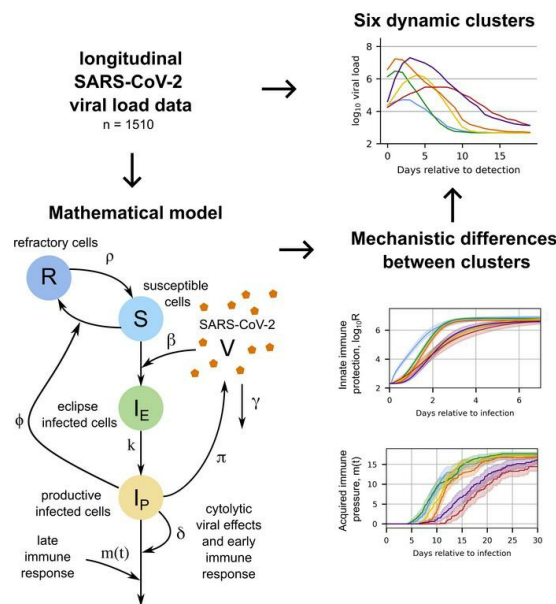 longitudinal
SARS-CoV-2
viral load data
n = 1510
Six dynamic clusters
log₁₀ viral load
8
6
4
2
0 5 10 15
Days relative to detection
Mathematical model
refractory cells
R
ρ
S
susceptible
cells
β
SARS-CoV-2
V
γ
I_E
eclipse
infected cells
k
ϕ
π
productive
infected cells
I_P
δ
cytolytic
viral effects
and early
immune
response
late
immune
response
m(t)
Mechanistic differences
between clusters
Innate immune
protection, log₁₀R
6
4
2
0 2 4 6
Days relative to infection
Acquired immune
pressure, m(t)
15
10
5
0
0 5 10 15 20 25 30
Days relative to infection